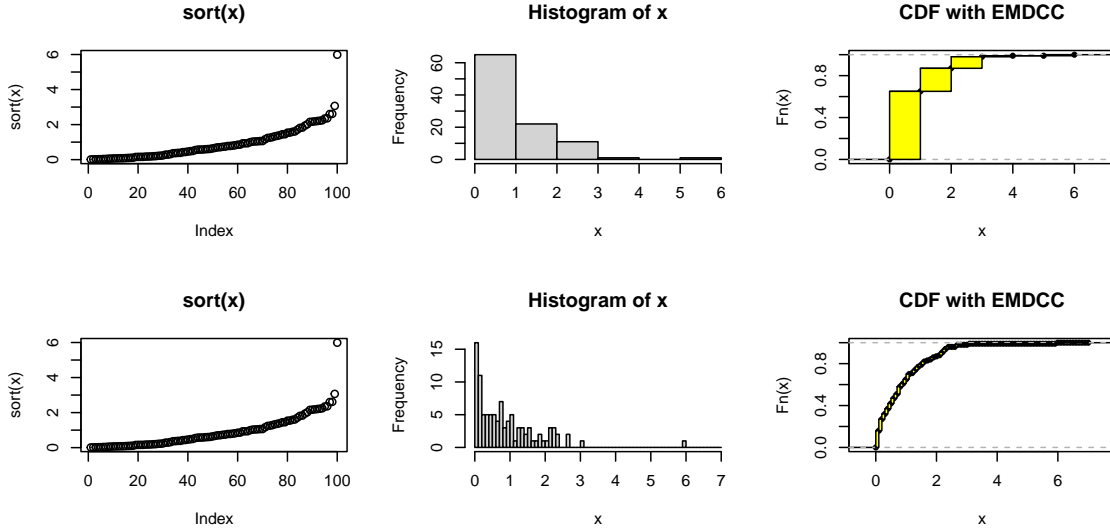 sort(x)
sort(x)
0 2 4 6
0 20 40 60 80 100
Index
Histogram of x
Frequency
0 20 40 60
0 1 2 3 4 5 6
x
CDF with EMDCC
Fn(x)
0.0 0.4 0.8
0 2 4 6
x
sort(x)
sort(x)
0 2 4 6
0 20 40 60 80 100
Index
Histogram of x
Frequency
0 5 10 15
0 1 2 3 4 5 6 7
x
CDF with EMDCC
Fn(x)
0.0 0.4 0.8
0 2 4 6
x